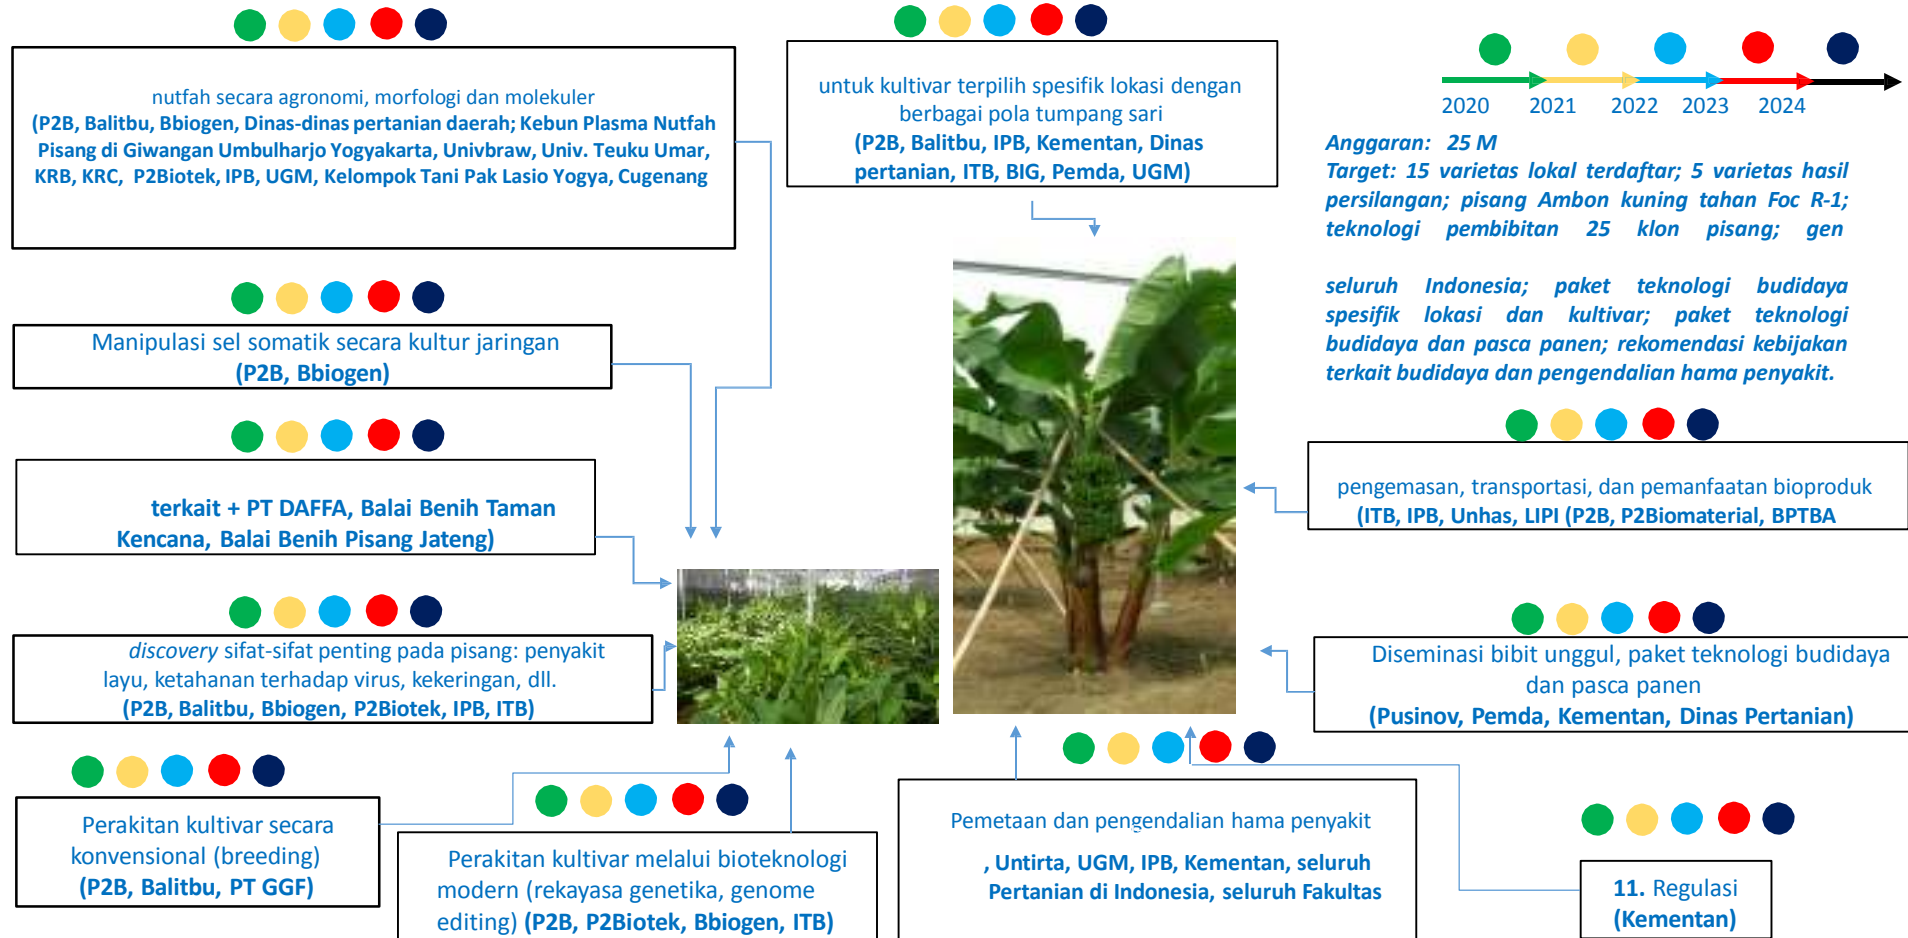 nutfah secara agronomi, morfologi dan molekuler
(P2B, Balitbu, Bbiogen, Dinas-dinas pertanian daerah; Kebun Plasma Nutfah
Pisang di Giwangan Umbulharjo Yogyakarta, Univbraw, Univ. Teuku Umar,
KRB, KRC, P2Biotek, IPB, UGM, Kelompok Tani Pak Lasio Yogya, Cugenang
Manipulasi sel somatik secara kultur jaringan
(P2B, Bbiogen)
terkait + PT DAFFA, Balai Benih Taman
Kencana, Balai Benih Pisang Jateng)
discovery sifat-sifat penting pada pisang: penyakit
layu, ketahanan terhadap virus, kekeringan, dll.
(P2B, Balitbu, Bbiogen, P2Biotek, IPB, ITB)
Perakitan kultivar secara
konvensional (breeding)
(P2B, Balitbu, PT GGF)
Perakitan kultivar melalui bioteknologi
modern (rekayasa genetika, genome
editing) (P2B, P2Biotek, Bbiogen, ITB)
untuk kultivar terpilih spesifik lokasi dengan
berbagai pola tumpang sari
(P2B, Balitbu, IPB, Kementan, Dinas
pertanian, ITB, BIG, Pemda, UGM)
Pemetaan dan pengendalian hama penyakit
, Untirta, UGM, IPB, Kementan, seluruh
Pertanian di Indonesia, seluruh Fakultas
2020 2021 2022 2023 2024
Anggaran: 25 M
Target: 15 varietas lokal terdaftar; 5 varietas hasil
persilangan; pisang Ambon kuning tahan Foc R-1;
teknologi pembibitan 25 klon pisang; gen
seluruh Indonesia; paket teknologi budidaya
spesifik lokasi dan kultivar; paket teknologi
budidaya dan pasca panen; rekomendasi kebijakan
terkait budidaya dan pengendalian hama penyakit.
pengemasan, transportasi, dan pemanfaatan bioproduk
(ITB, IPB, Unhas, LIPI (P2B, P2Biomaterial, BPTBA
Diseminasi bibit unggul, paket teknologi budidaya
dan pasca panen
(Pusinov, Pemda, Kementan, Dinas Pertanian)
11. Regulasi
(Kementan)